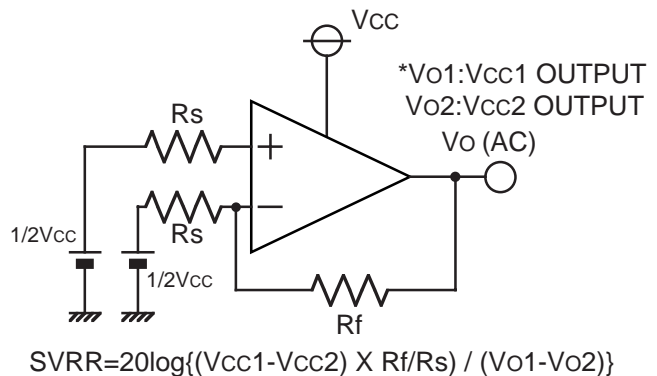 VCC
*VO1:VCC1 OUTPUT
VO2:VCC2 OUTPUT
VO (AC)
Rs
+
−
Rs
1/2VCC
1/2VCC
Rf
SVRR=20log{(VCC1-VCC2) X Rf/Rs) / (VO1-VO2)}